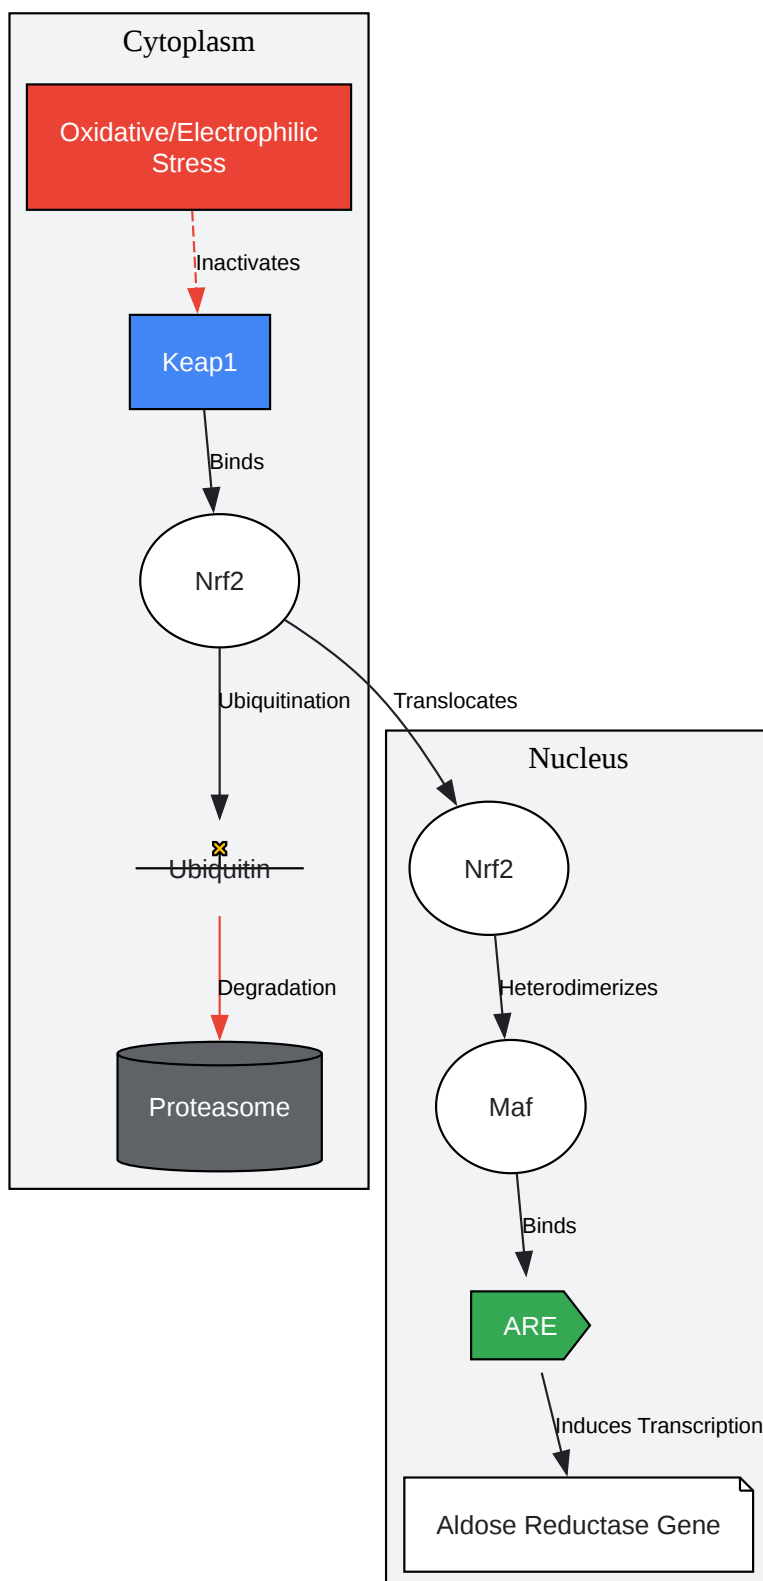 Cytoplasm
Oxidative/Electrophilic
Stress
Inactivates
Keap1
Binds
Nrf2
Ubiquitination
Translocates
Nucleus
Ubiquitin
Nrf2
Degradation
Heterodimerizes
Proteasome
Maf
Binds
ARE
Induces Transcription
Aldose Reductase Gene